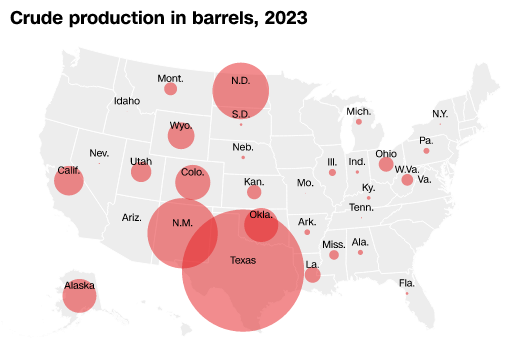 Crude production in barrels, 2023
Mont.
N.D.
Idaho
S.D.
Mich.
N.Y.
Wyo.
Neb.
Pa.
Nev.
Utah
Ill.
Ind.
Ohio
Calif.
Colo.
Kan.
Mo.
W.Va.
Va.
Ky.
Tenn.
Ariz.
N.M.
Okla.
Ark.
Texas
Miss.
Ala.
La.
Alaska
Fla.